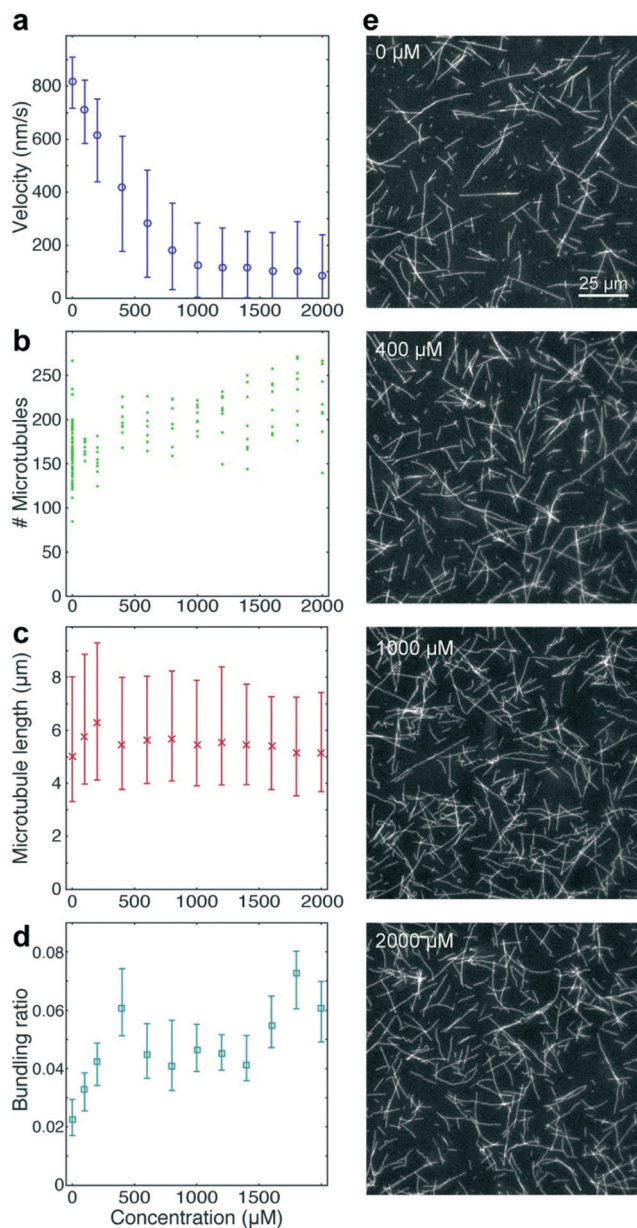 a
Velocity (nm/s)
800
600
400
200
0
0 500 1000 1500 2000
b
# Microtubules
250
200
150
100
50
0
0 500 1000 1500 2000
c
Microtubule length (µm)
8
6
4
2
0
0 500 1000 1500 2000
d
Bundling ratio
0.08
0.06
0.04
0.02
0
0 500 1000 1500
Concentration (µM)
e
0 µM
25 µm
400 µM
1000 µM
2000 µM